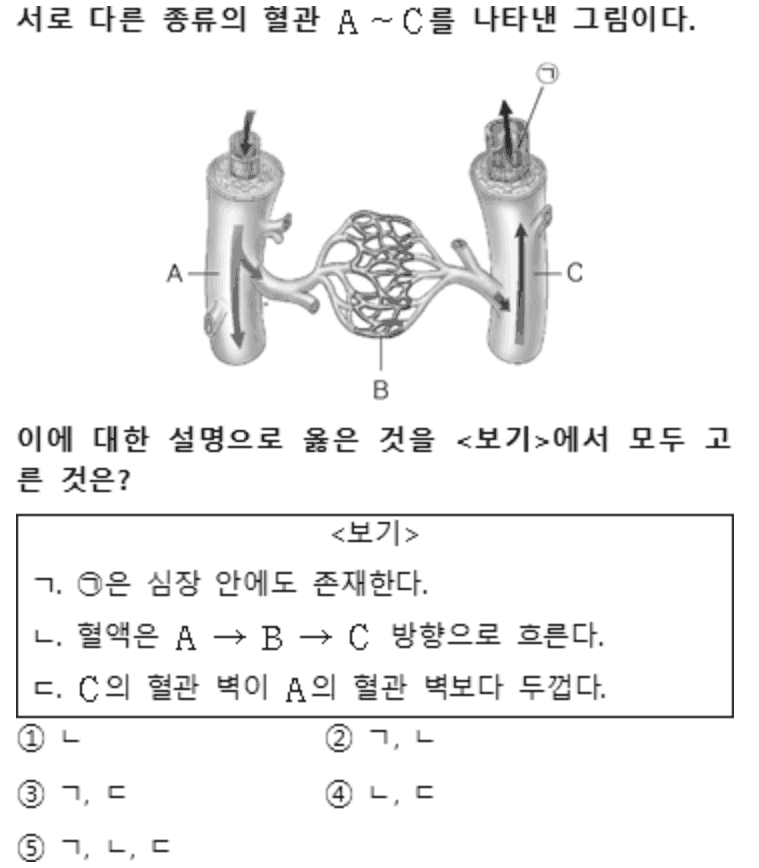 서로 다른 종류의 혈관 A ~ C를 나타낸 그림이다.
㉠
A
C
B
이에 대한 설명으로 옳은 것을 <보기>에서 모두 고
른 것은?
<보기>
ㄱ. ㉠은 심장 안에도 존재한다.
ㄴ. 혈액은 A → B → C 방향으로 흐른다.
ㄷ. C의 혈관 벽이 A의 혈관 벽보다 두껍다.
① ㄴ ② ㄱ, ㄴ
③ ㄱ, ㄷ ④ ㄴ, ㄷ
⑤ ㄱ, ㄴ, ㄷ